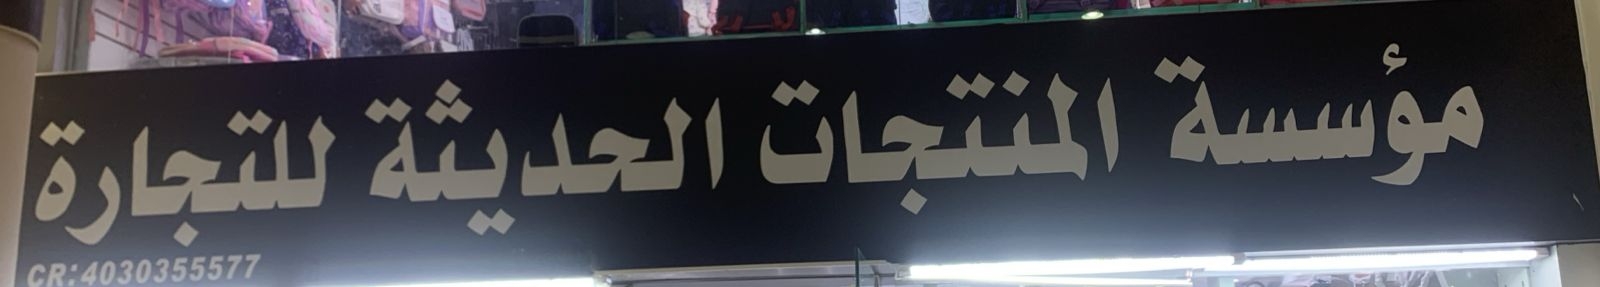 مؤسسة المنتجات الحديثة للتجارة
CR:4030355577